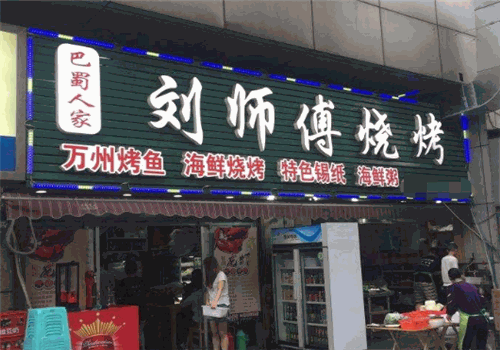 巴蜀人家
刘师傅烧烤
万州烤鱼 海鲜烧烤 特色锡纸 海鲜粥